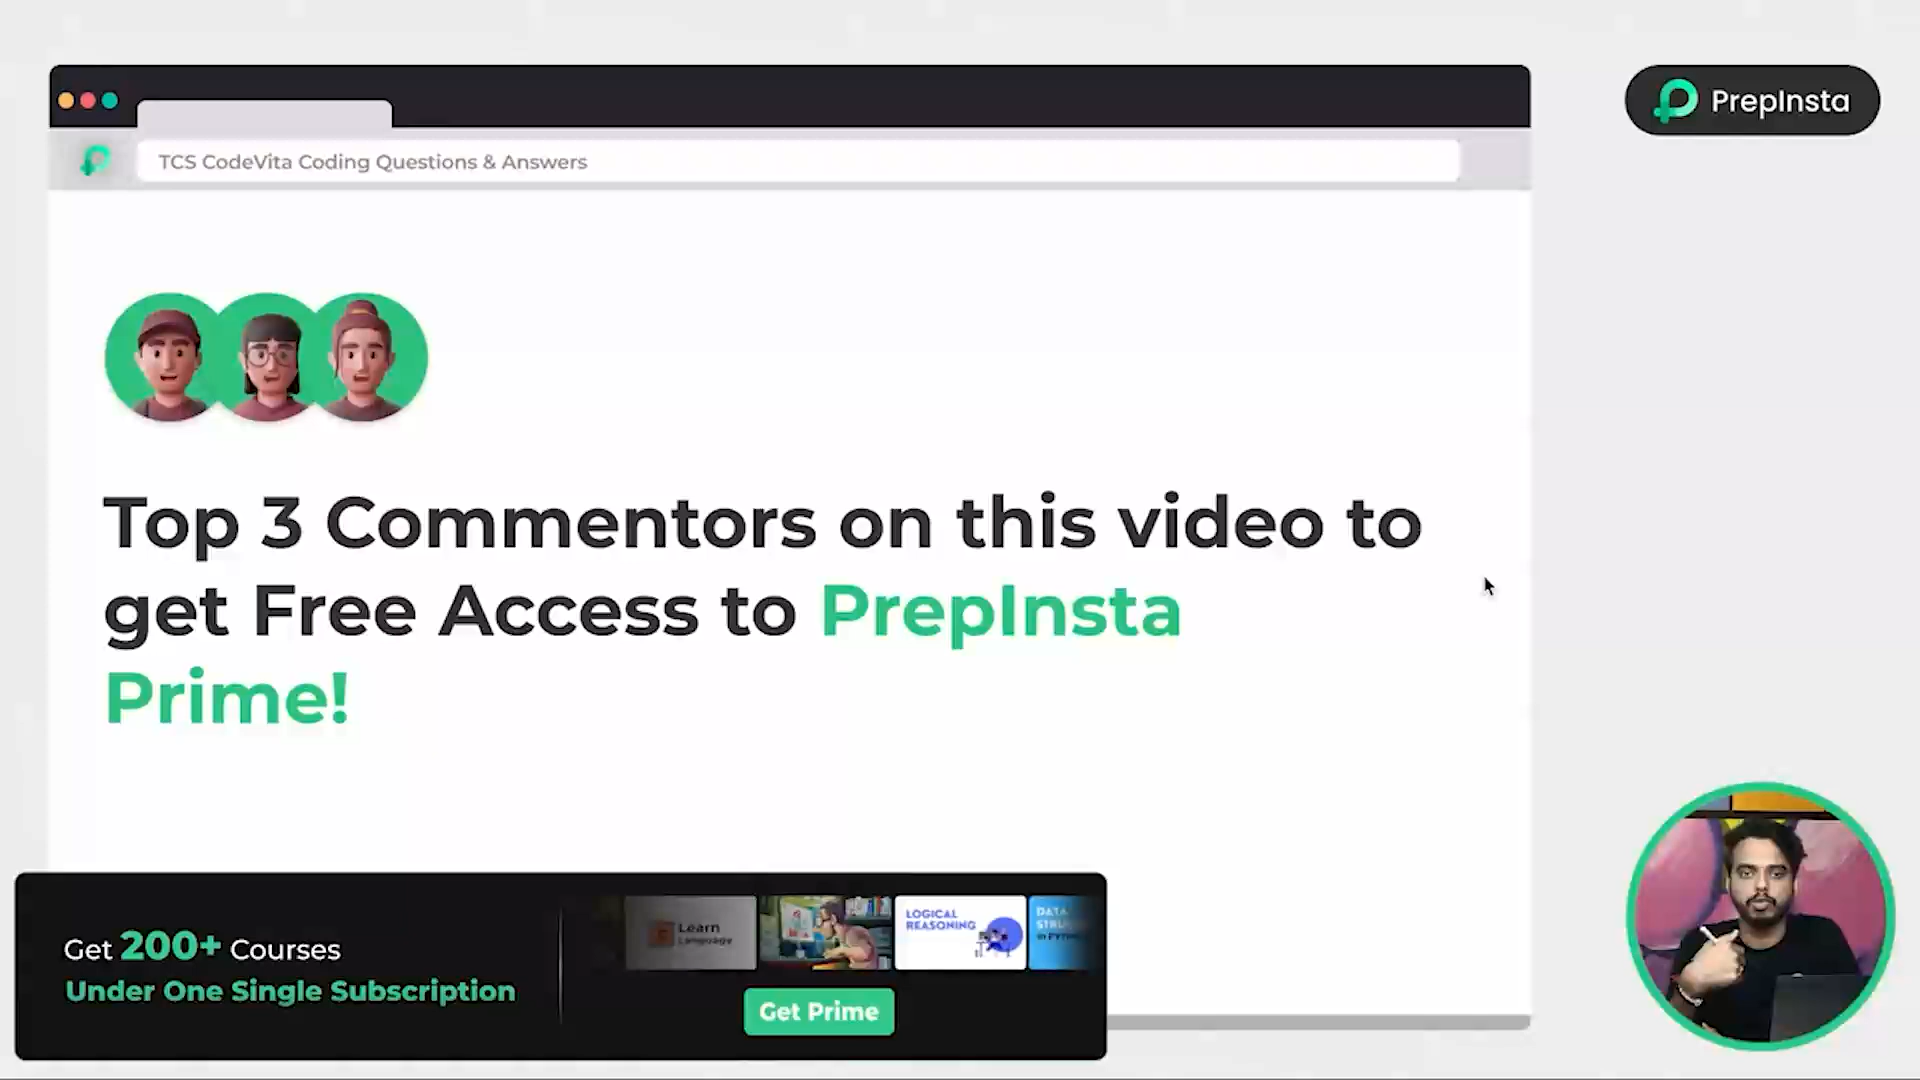 PrepInsta
TCS CodeVita Coding Questions & Answers
Top 3 Commentors on this video to
get Free Access to PrepInsta
Prime!
Get 200+ Courses
Under One Single Subscription
Learn
Language
LOGICAL
REASONING
DATA
Get Prime